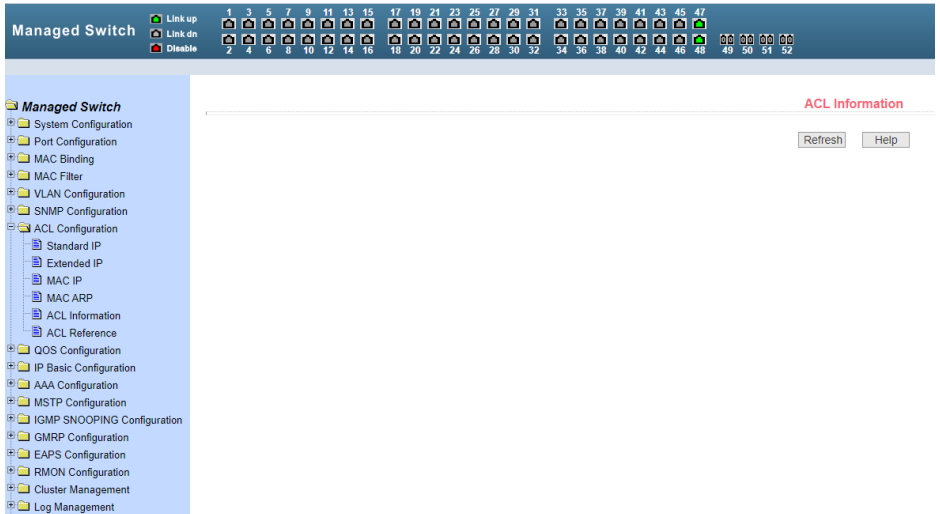 Managed Switch
Link up
Link dn
Disable
1 3 5 7 9 11 13 15 17 19 21 23 25 27 29 31 33 35 37 39 41 43 45 47
2 4 6 8 10 12 14 16 18 20 22 24 26 28 30 32 34 36 38 40 42 44 46 48 49 50 51 52
Managed Switch
System Configuration
Port Configuration
MAC Binding
MAC Filter
VLAN Configuration
SNMP Configuration
ACL Configuration
Standard IP
Extended IP
MAC IP
MAC ARP
ACL Information
ACL Reference
QOS Configuration
IP Basic Configuration
AAA Configuration
MSTP Configuration
IGMP SNOOPING Configuration
GMRP Configuration
EAPS Configuration
RMON Configuration
Cluster Management
Log Management
ACL Information
Refresh Help